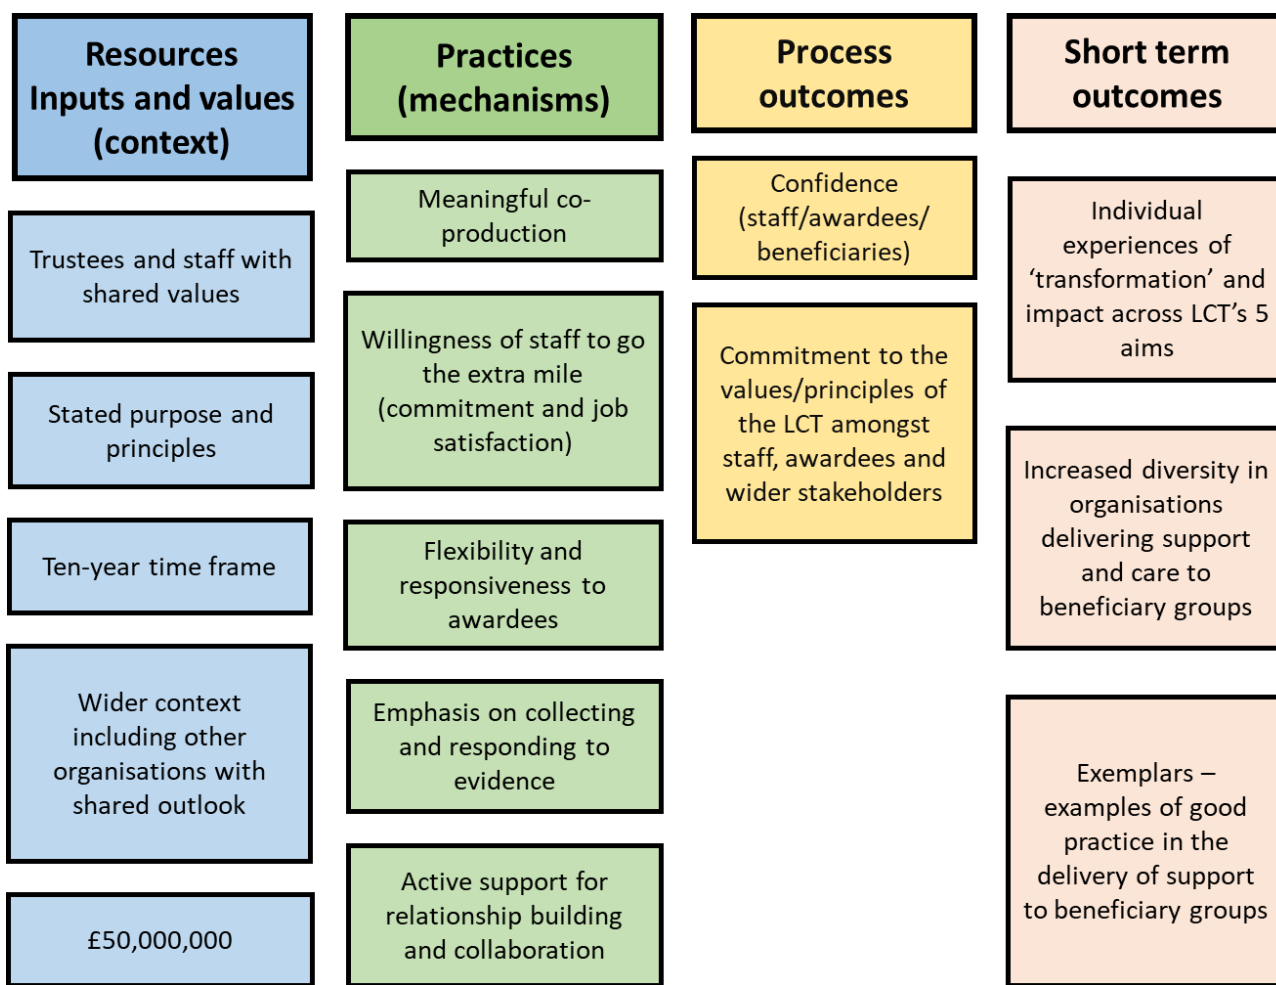 Resources
Inputs and values
(context)
Trustees and staff with
shared values
Stated purpose and
principles
Ten-year time frame
Wider context
including other
organisations with
shared outlook
£50,000,000
Practices
(mechanisms)
Meaningful co-
production
Willingness of staff to go
the extra mile
(commitment and job
satisfaction)
Flexibility and
responsiveness to
awardees
Emphasis on collecting
and responding to
evidence
Active support for
relationship building
and collaboration
Process
outcomes
Confidence
(staff/awardees/
beneficiaries)
Commitment to the
values/principles of
the LCT amongst
staff, awardees and
wider stakeholders
Short term
outcomes
Individual
experiences of
‘transformation’ and
impact across LCT’s 5
aims
Increased diversity in
organisations
delivering support
and care to
beneficiary groups
Exemplars –
examples of good
practice in the
delivery of support
to beneficiary groups